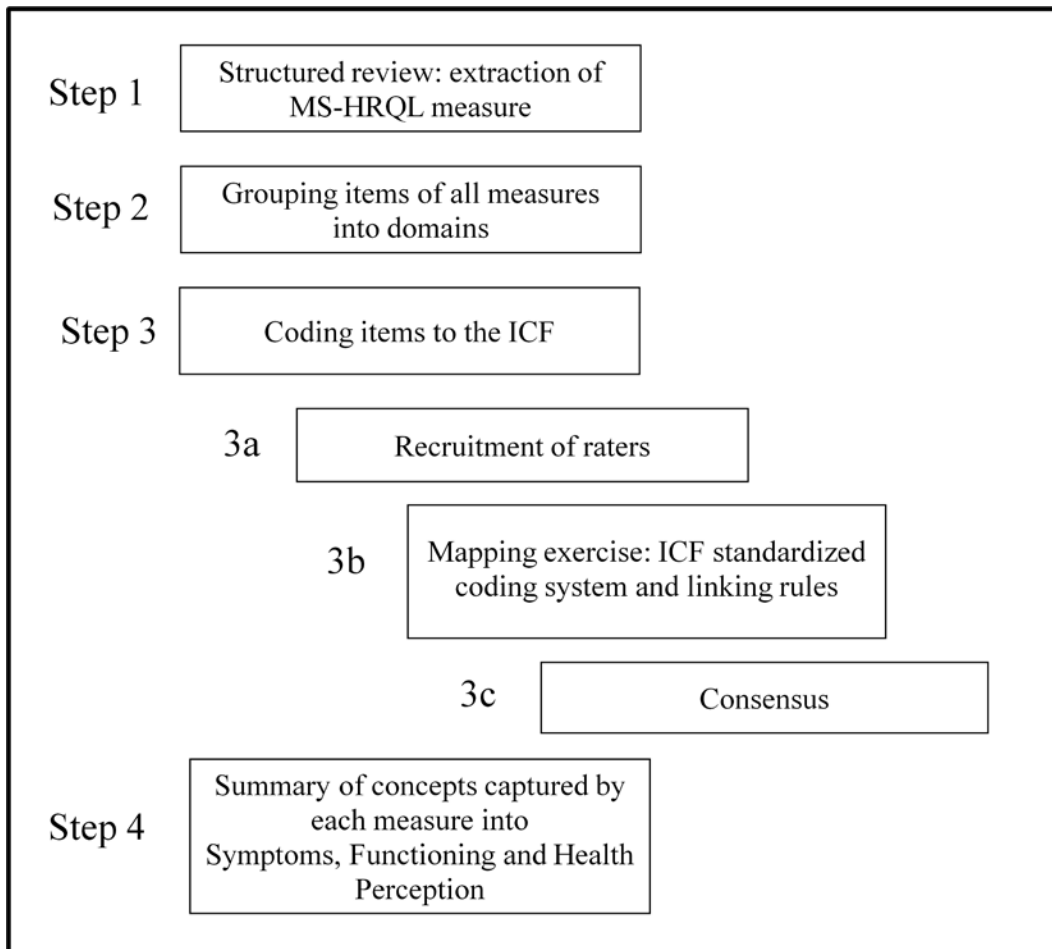 Step 1
Structured review: extraction of
MS-HRQL measure
Step 2
Grouping items of all measures
into domains
Step 3
Coding items to the ICF
3a
Recruitment of raters
3b
Mapping exercise: ICF standardized
coding system and linking rules
3c
Consensus
Step 4
Summary of concepts captured by
each measure into
Symptoms, Functioning and Health
Perception